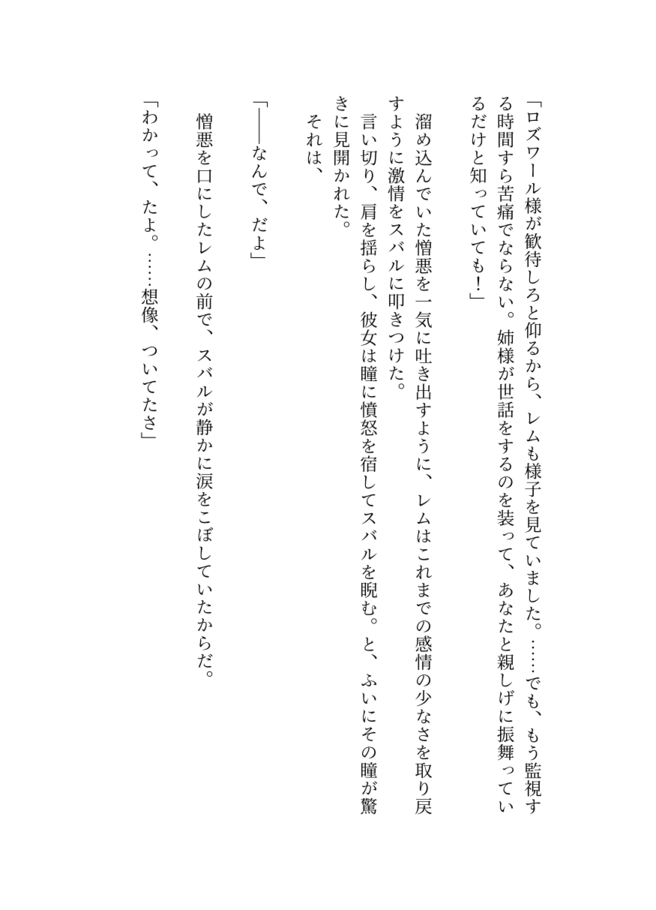 「ロズワール様が歓待しろと仰るから、レムも様子を見ていました。……でも、もう監視す
る時間すら苦痛でならない。姉様が世話をするのを装って、あなたと親しげに振舞ってい
るだけと知っていても！」
溜め込んでいた憎悪を一気に吐き出すように、レムはこれまでの感情の少なさを取り戻
すように激情をスバルに叩きつけた。
言い切り、肩を揺らし、彼女は瞳に憤怒を宿してスバルを睨む。と、ふいにその瞳が驚
きに見開かれた。
それは、
「――なんで、だよ」
憎悪を口にしたレムの前で、スバルが静かに涙をこぼしていたからだ。
「わかって、たよ。……想像、ついてたさ」